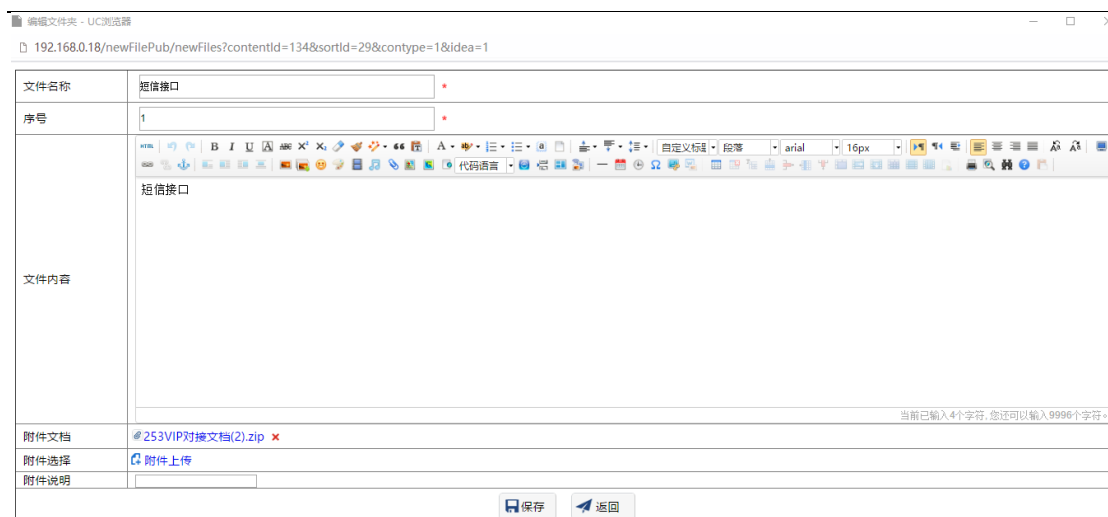 编辑文件夹 - UC浏览器
192.168.0.18/newFilePub/newFiles?contentId=134&sortId=29&contype=1&idea=1
文件名称 短信接口 *
序号 1 *
HTML B I U A ABC X² X₂ 66 A a 自定义标题 段落 arial 16px
代码语言 Ω
文件内容 短信接口
当前已输入4个字符,您还可以输入9996个字符。
附件文档 253VIP对接文档(2).zip ×
附件选择 附件上传
附件说明
保存 返回